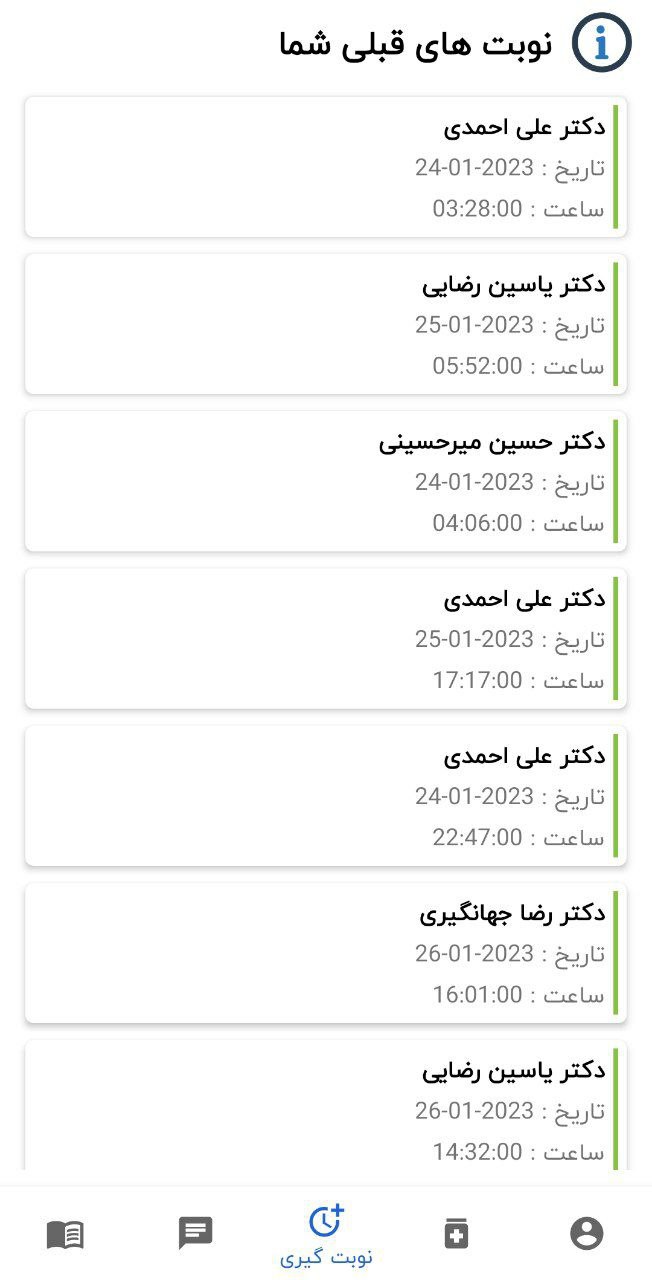 نوبت های قبلی شما
دکتر علی احمدی
تاریخ : 2023-01-24
ساعت : 03:28:00
دکتر یاسین رضایی
تاریخ : 2023-01-25
ساعت : 05:52:00
دکتر حسین میرحسینی
تاریخ : 2023-01-24
ساعت : 04:06:00
دکتر علی احمدی
تاریخ : 2023-01-25
ساعت : 17:17:00
دکتر علی احمدی
تاریخ : 2023-01-24
ساعت : 22:47:00
دکتر رضا جهانگیری
تاریخ : 2023-01-26
ساعت : 16:01:00
دکتر یاسین رضایی
تاریخ : 2023-01-26
ساعت : 14:32:00
نوبت گیری